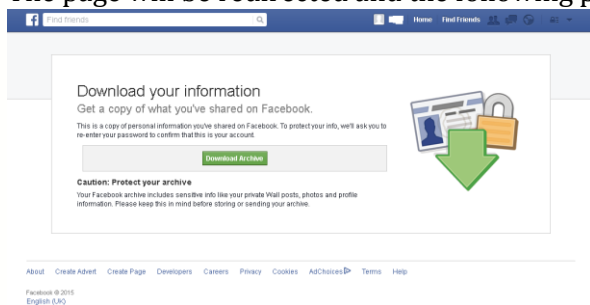 The page will be redirected and the following p
f Find friends Home Find Friends
Download your information
Get a copy of what you've shared on Facebook.
This is a copy of personal information you've shared on Facebook. To protect your info, we'll ask you to
re-enter your password to confirm that this is your account.
Download Archive
Caution: Protect your archive
Your Facebook archive includes sensitive info like your private Wall posts, photos and profile
information. Please keep this in mind before storing or sending your archive.
About Create Advert Create Page Developers Careers Privacy Cookies AdChoices Terms Help
Facebook © 2015
English (UK)